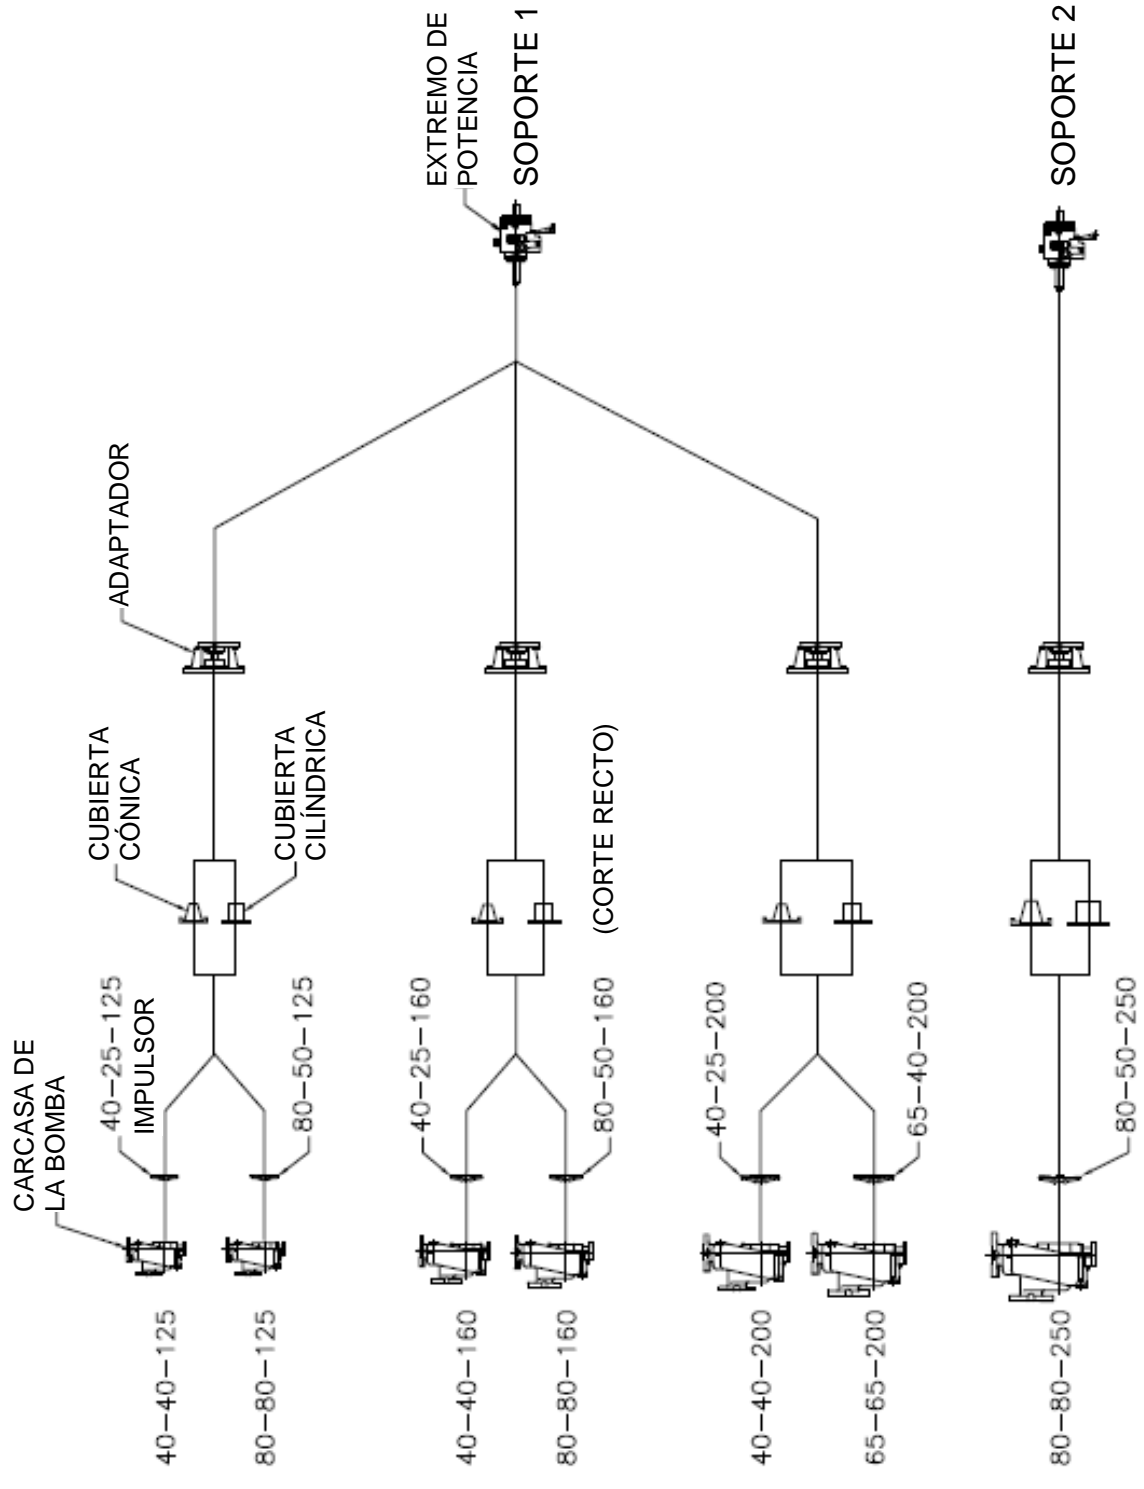 CARCASA DE
LA BOMBA
40-25-125
IMPULSOR
CUBIERTA
CÓNICA
ADAPTADOR
EXTREMO DE
POTENCIA
SOPORTE 1
40-40-125
80-80-125
80-50-125
CUBIERTA
CILÍNDRICA
40-40-160
40-25-160
80-80-160
80-50-160
(CORTE RECTO)
40-40-200
40-25-200
65-65-200
65-40-200
80-80-250
80-50-250
SOPORTE 2